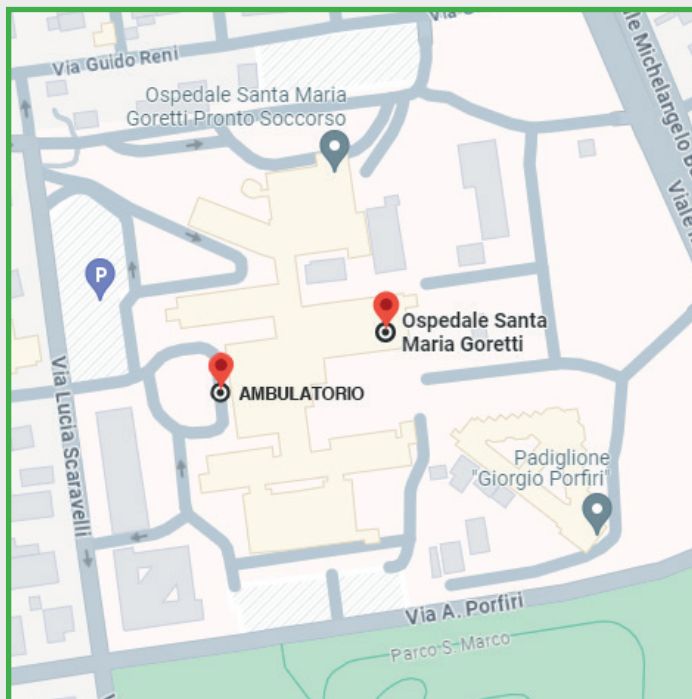 Via Guido Reni
Ospedale Santa Maria
Goretti Pronto Soccorso
P
Ospedale Santa
Maria Goretti
AMBULATORIO
Via Lucia Scaravelli
Padiglione
"Giorgio Porfiri"
Via A. Porfiri
Parco S. Marco
Michelangelo
Viale